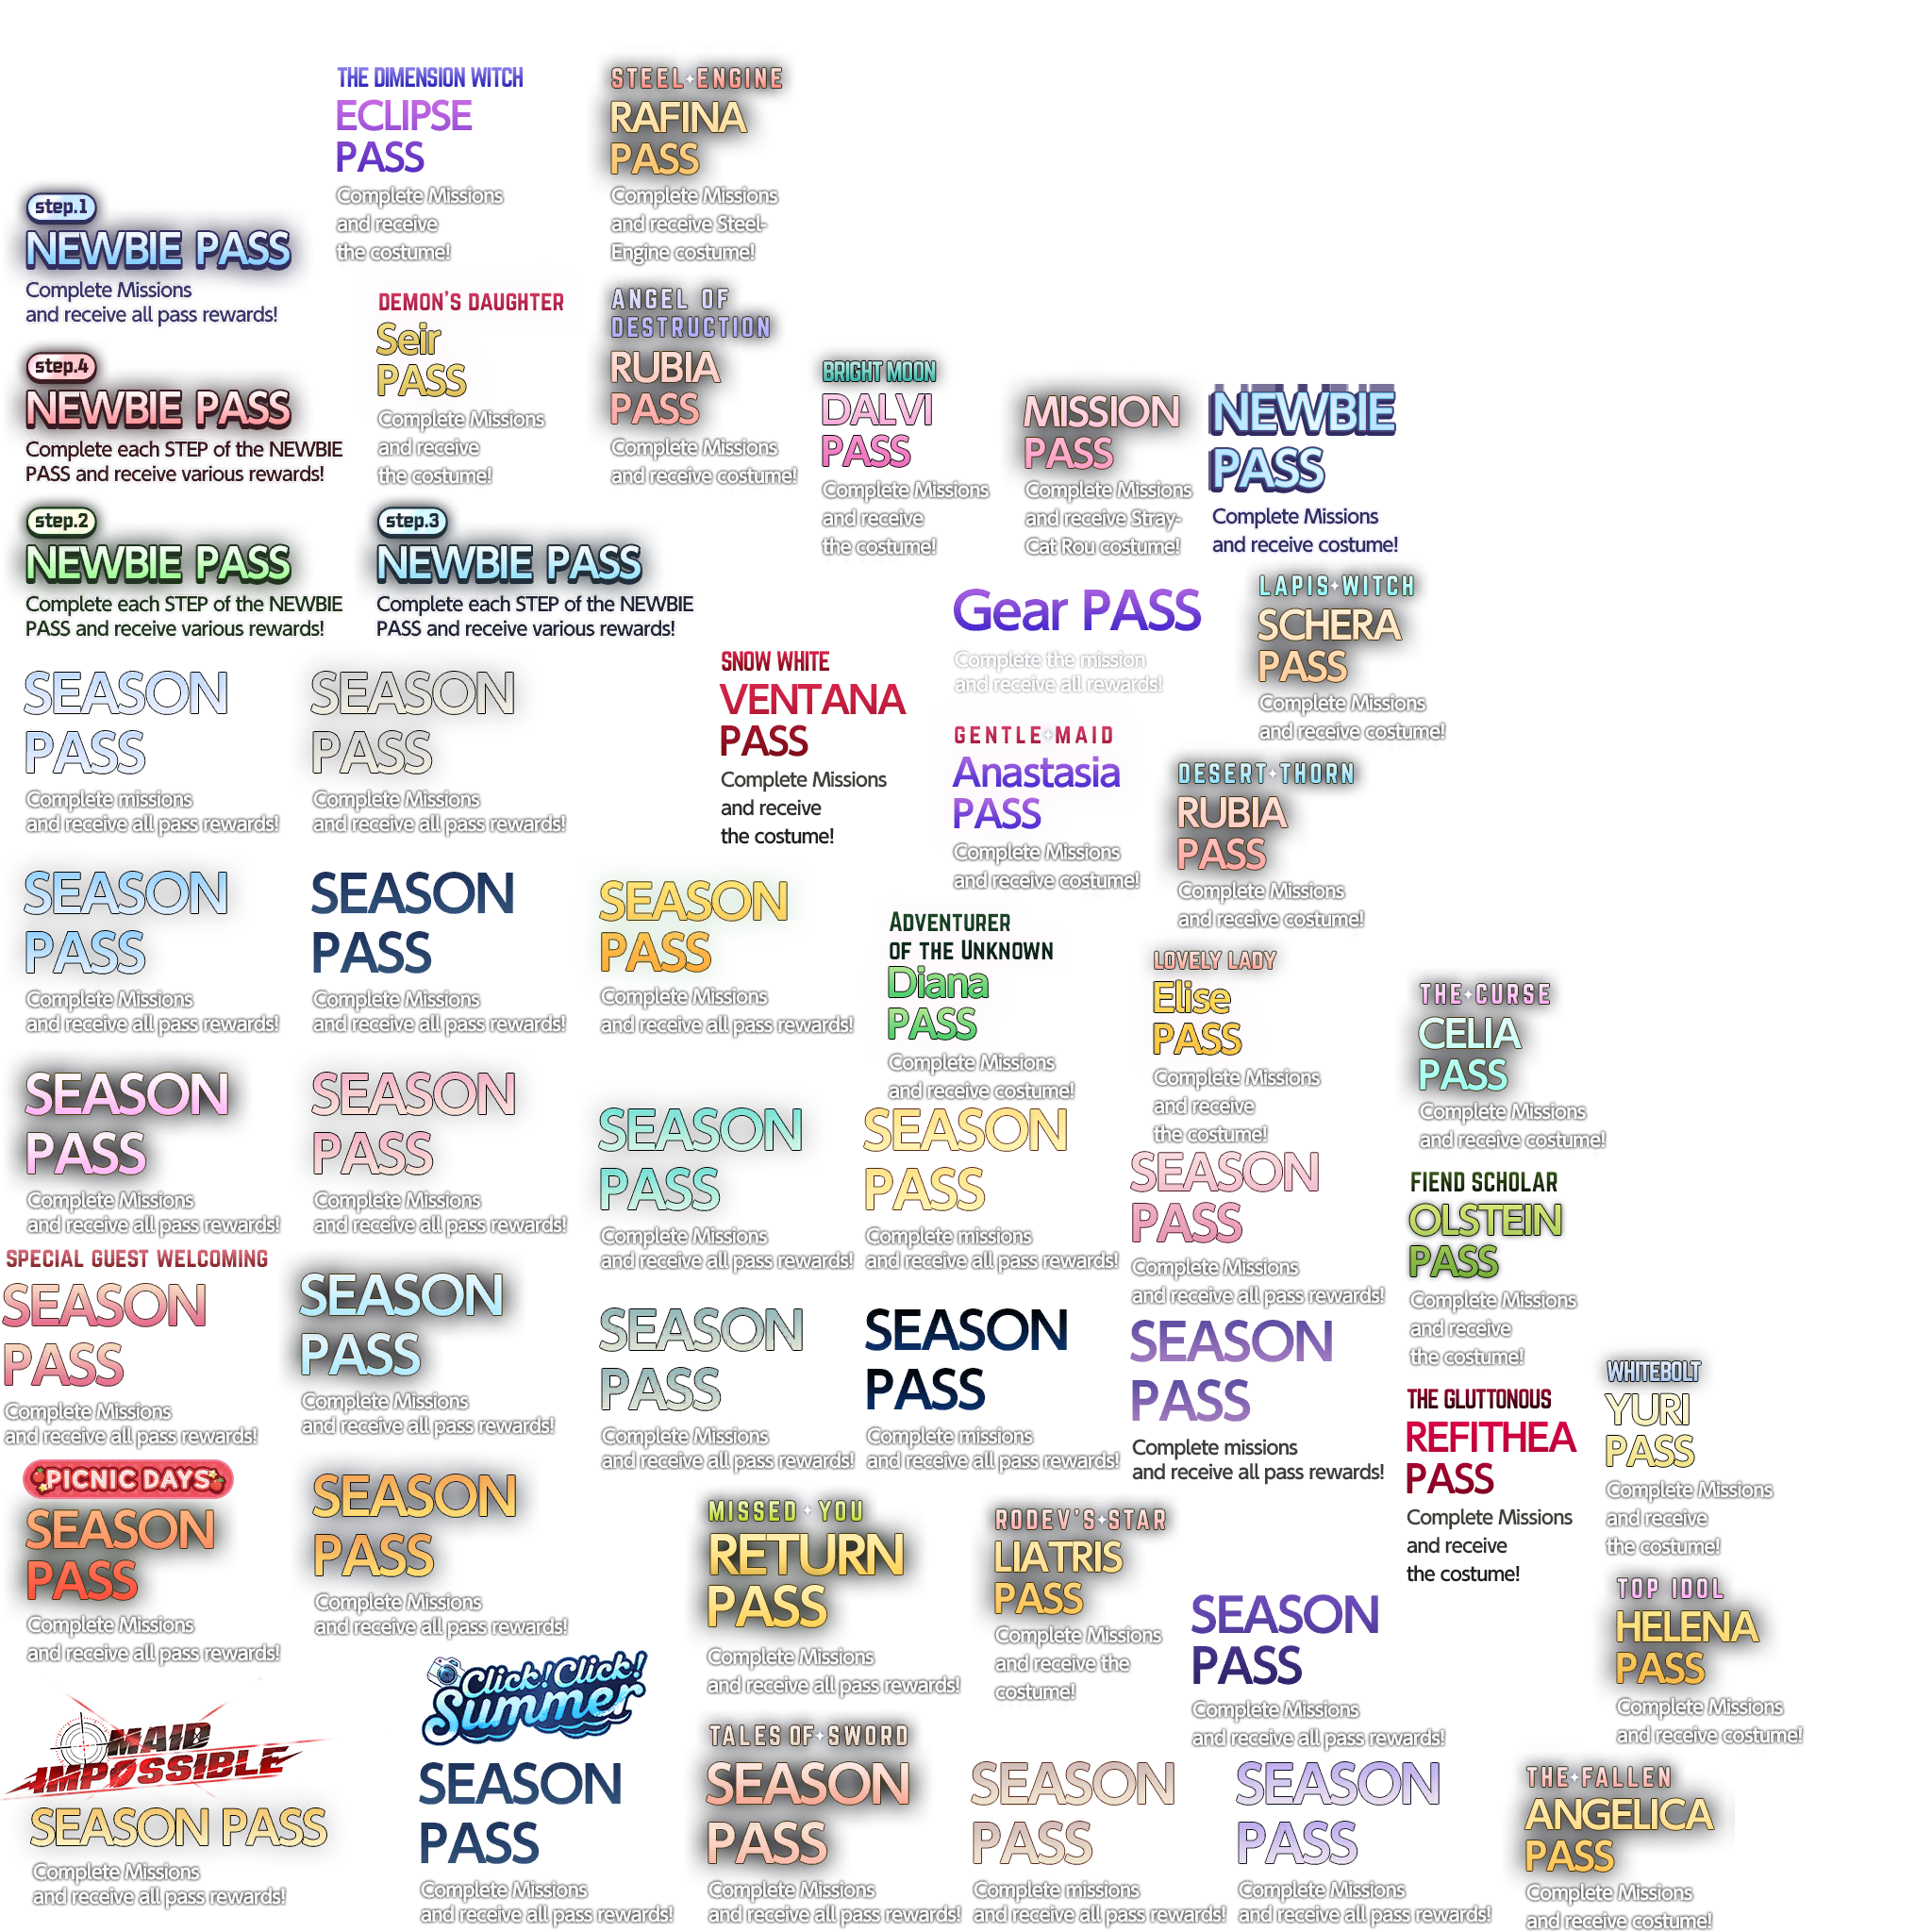 THE DIMENSION WITCH
ECLIPSE
PASS
Complete Missions
and receive
the costume!
STEEL ENGINE
RAFINA
PASS
Complete Missions
and receive Steel-
Engine costume!
step.1
NEWBIE PASS
Complete Missions
and receive all pass rewards!
DEMON'S DAUGHTER
Seir
PASS
Complete Missions
and receive
the costume!
ANGEL OF
DESTRUCTION
RUBIA
PASS
Complete Missions
and receive costume!
step.4
NEWBIE PASS
Complete each STEP of the NEWBIE
PASS and receive various rewards!
BRIGHT MOON
DALVI
PASS
Complete Missions
and receive
the costume!
MISSION
PASS
Complete Missions
and receive Stray-
Cat Rou costume!
NEWBIE
PASS
Complete Missions
and receive costume!
step.2
NEWBIE PASS
Complete each STEP of the NEWBIE
PASS and receive various rewards!
step.3
NEWBIE PASS
Complete each STEP of the NEWBIE
PASS and receive various rewards!
Gear PASS
Complete the mission
and receive all rewards!
LAPIS WITCH
SCHERA
PASS
Complete Missions
and receive costume!
SEASON
PASS
Complete missions
and receive all pass rewards!
SEASON
PASS
Complete Missions
and receive all pass rewards!
SNOW WHITE
VENTANA
PASS
Complete Missions
and receive
the costume!
GENTLE MAID
Anastasia
PASS
Complete Missions
and receive costume!
DESERT THORN
RUBIA
PASS
Complete Missions
and receive costume!
SEASON
PASS
Complete Missions
and receive all pass rewards!
SEASON
PASS
Complete Missions
and receive all pass rewards!
SEASON
PASS
Complete Missions
and receive all pass rewards!
ADVENTURER
OF THE UNKNOWN
Diana
PASS
Complete Missions
and receive costume!
LOVELY LADY
Elise
PASS
Complete Missions
and receive
the costume!
THE CURSE
CELIA
PASS
Complete Missions
and receive costume!
SEASON
PASS
Complete Missions
and receive all pass rewards!
SEASON
PASS
Complete Missions
and receive all pass rewards!
SEASON
PASS
Complete Missions
and receive all pass rewards!
SEASON
PASS
Complete missions
and receive all pass rewards!
SEASON
PASS
Complete Missions
and receive all pass rewards!
FIEND SCHOLAR
OLSTEIN
PASS
Complete Missions
and receive
the costume!
SPECIAL GUEST WELCOMING
SEASON
PASS
Complete Missions
and receive all pass rewards!
SEASON
PASS
Complete Missions
and receive all pass rewards!
SEASON
PASS
Complete Missions
and receive all pass rewards!
SEASON
PASS
Complete missions
and receive all pass rewards!
SEASON
PASS
Complete missions
and receive all pass rewards!
THE GLUTTONOUS
REFITHEA
PASS
Complete Missions
and receive
the costume!
WHITEBOLT
YURI
PASS
Complete Missions
and receive
the costume!
PICNIC DAYS
SEASON
PASS
Complete Missions
and receive all pass rewards!
SEASON
PASS
Complete Missions
and receive all pass rewards!
MISSED YOU
RETURN
PASS
Complete Missions
and receive all pass rewards!
RODEV'S STAR
LIATRIS
PASS
Complete Missions
and receive the
costume!
SEASON
PASS
Complete Missions
and receive all pass rewards!
TOP IDOL
HELENA
PASS
Complete Missions
and receive costume!
MAID
IMPOSSIBLE
SEASON PASS
Complete Missions
and receive all pass rewards!
Click! Click!
Summer
SEASON
PASS
Complete Missions
and receive all pass rewards!
TALES OF SWORD
SEASON
PASS
Complete Missions
and receive all pass rewards!
SEASON
PASS
Complete missions
and receive all pass rewards!
SEASON
PASS
Complete Missions
and receive all pass rewards!
THE FALLEN
ANGELICA
PASS
Complete Missions
and receive costume!